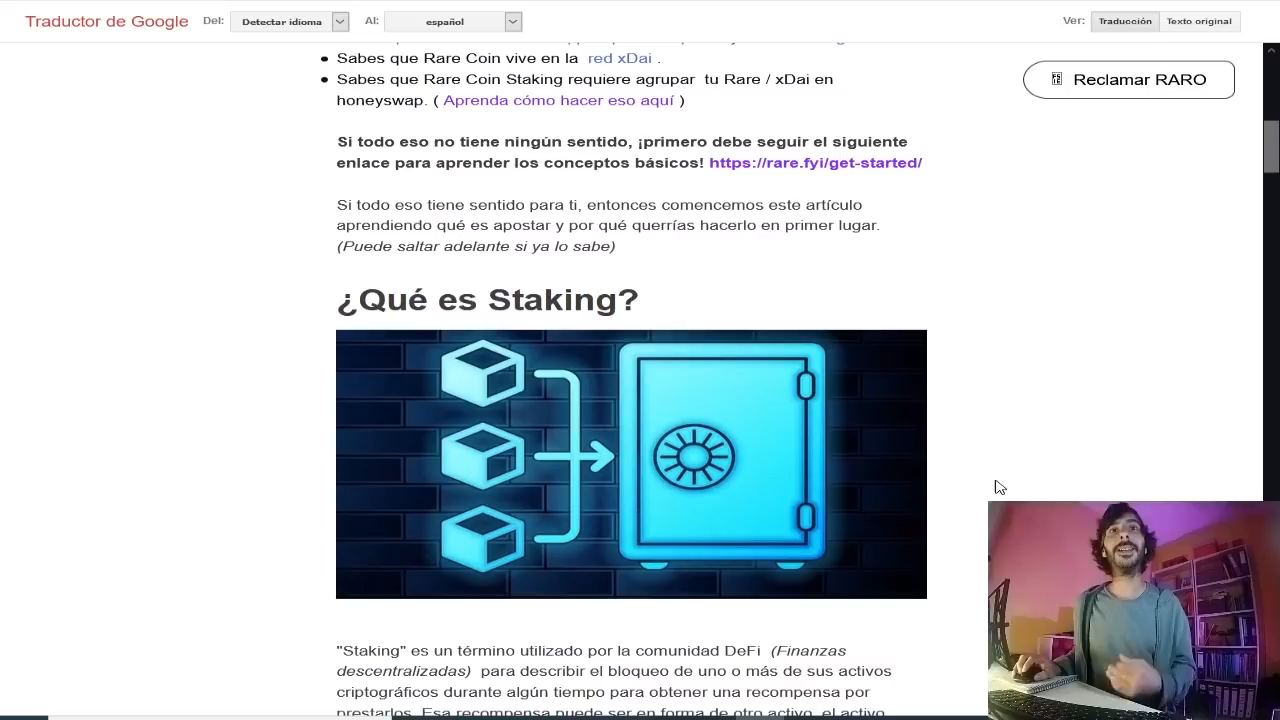 Traductor de Google Del: Detectar idioma Al: español Ver: Traducción Texto original
Sabes que Rare Coin vive en la red xDai .
Sabes que Rare Coin Staking requiere agrupar tu Rare / xDai en
honeyswap. ( Aprenda cómo hacer eso aquí )
Reclamar RARO
Si todo eso no tiene ningún sentido, ¡primero debe seguir el siguiente
enlace para aprender los conceptos básicos! https://rare.fyi/get-started/
Si todo eso tiene sentido para ti, entonces comencemos este artículo
aprendiendo qué es apostar y por qué querrías hacerlo en primer lugar.
(Puede saltar adelante si ya lo sabe)
¿Qué es Staking?
"Staking" es un término utilizado por la comunidad DeFi (Finanzas
descentralizadas) para describir el bloqueo de uno o más de sus activos
criptográficos durante algún tiempo para obtener una recompensa por
prestarlos. Esa recompensa puede ser en forma de otro activo, el activo